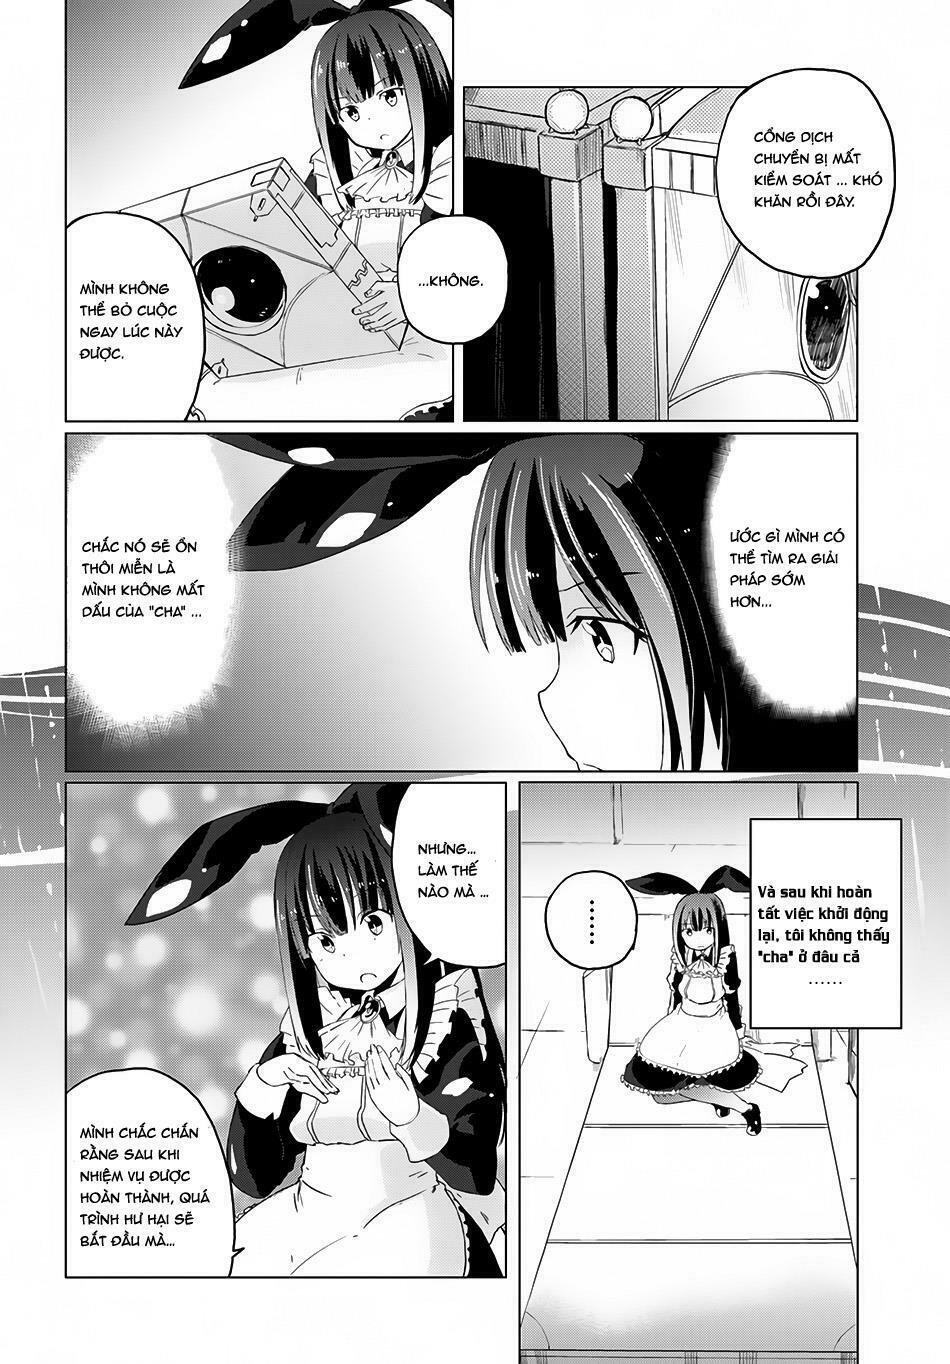 CỔNG DỊCH
CHUYỂN BỊ MẤT
KIỂM SOÁT ... KHÓ
KHĂN RỒI ĐÂY.
...KHÔNG.
MÌNH KHÔNG
THỂ BỎ CUỘC
NGAY LÚC NÀY
ĐƯỢC.
ƯỚC GÌ MÌNH CÓ
THỂ TÌM RA GIẢI
PHÁP SỚM
HƠN...
CHẮC NÓ SẼ ỔN
THÔI MIỄN LÀ
MÌNH KHÔNG MẤT
DẤU CỦA "CHA" ...
Và sau khi hoàn
tất việc khởi động
lại, tôi không thấy
"cha" ở đâu cả
......
......
NHƯNG...
LÀM THẾ
NÀO MÀ ...
MÌNH CHẮC CHẮN
RẰNG SAU KHI
NHIỆM VỤ ĐƯỢC
HOÀN THÀNH, QUÁ
TRÌNH HƯ HẠI SẼ
BẮT ĐẦU MÀ...